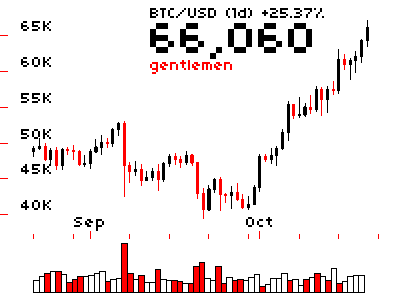 BTC/USD (1d) +25.37%
66,060
gentlemen
65K
60K
55K
50K
45K
40K
Sep Oct